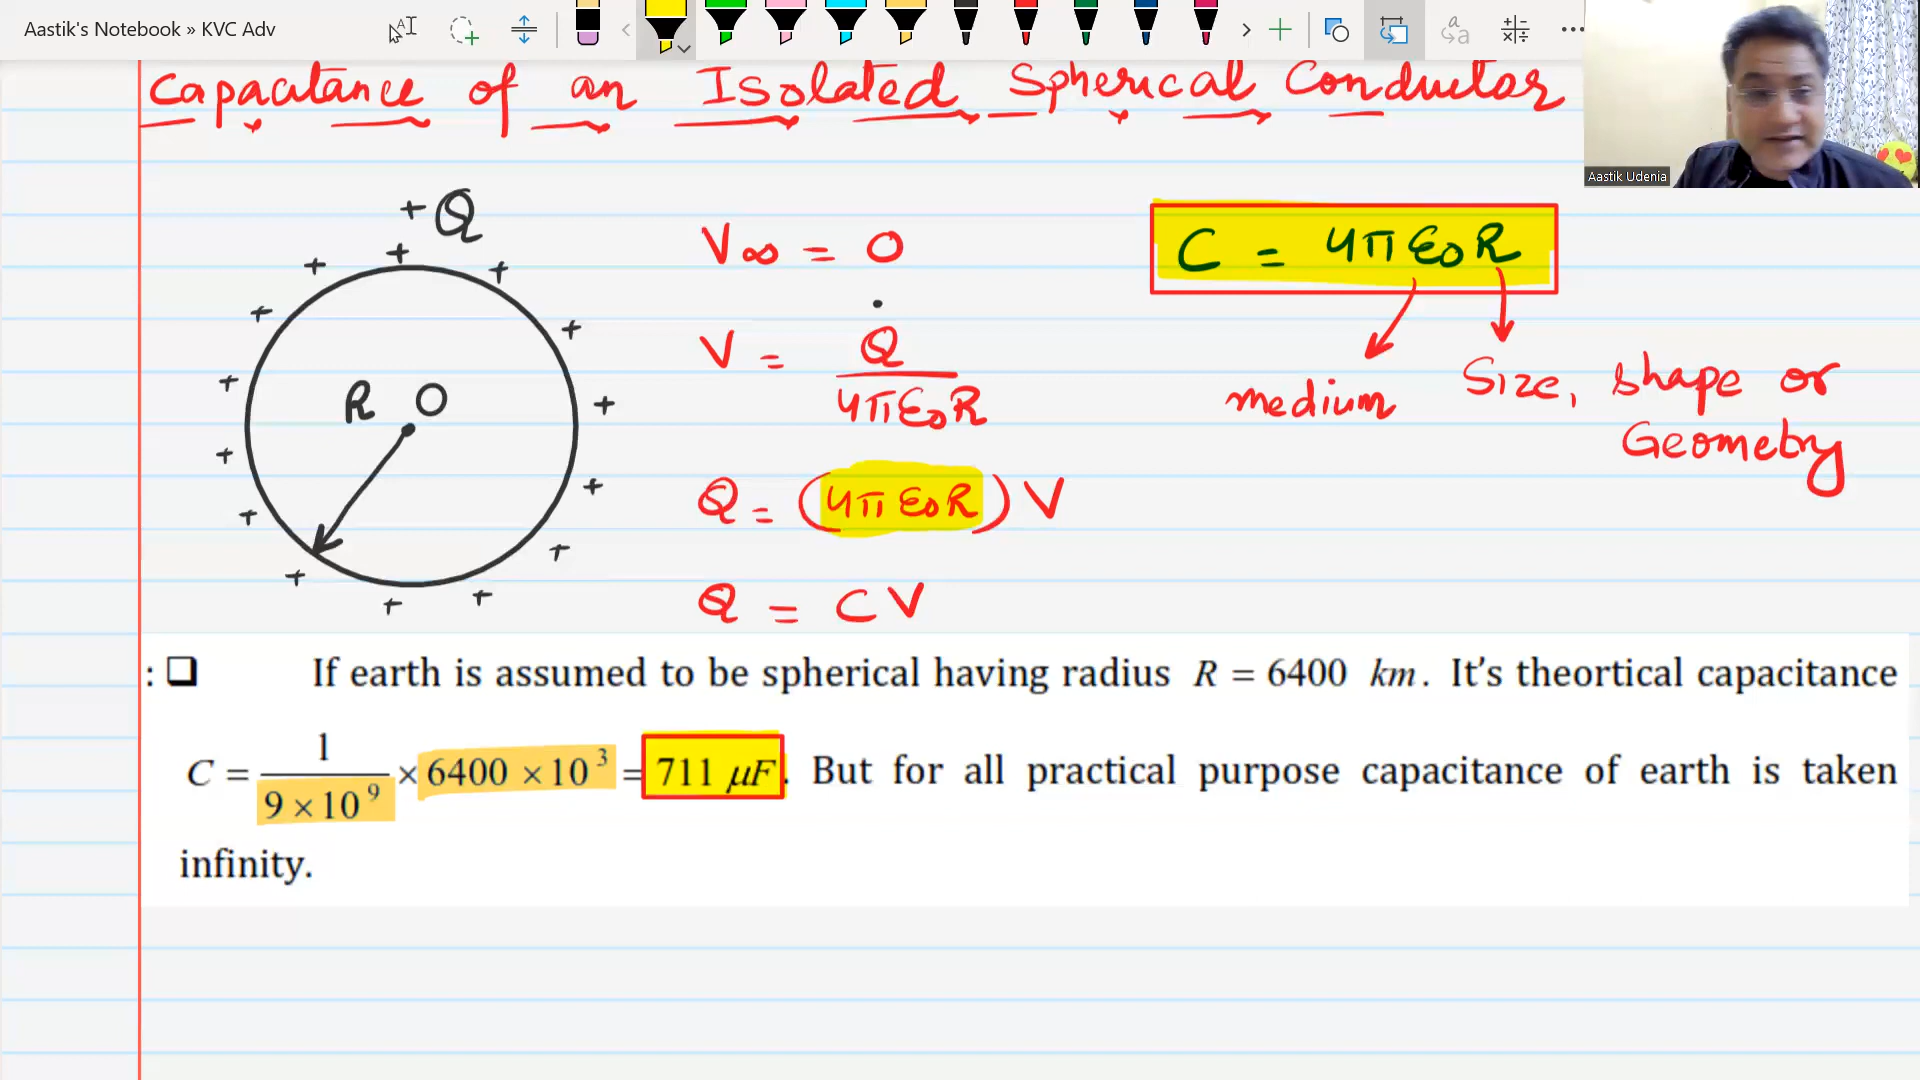 Aastik's Notebook » KVC Adv
Capacitance of an Isolated Spherical Conductor
Aastik Udenia
+Q
V∞ = 0
C = 4πε0R
V = Q / 4πε0R
medium
Size, shape or
Geometry
R O
Q = (4πε0R)V
Q = CV
: ❑ If earth is assumed to be spherical having radius R = 6400 km. It's theortical capacitance
C = 1 / 9×10⁹ × 6400×10³ = 711 μF. But for all practical purpose capacitance of earth is taken
infinity.